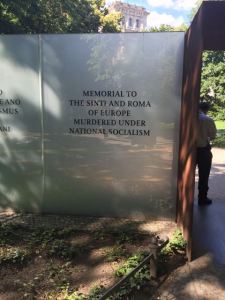 MEMORIAL TO
THE SINTI AND ROMA
OF EUROPE
MURDERED UNDER
NATIONAL SOCIALISM